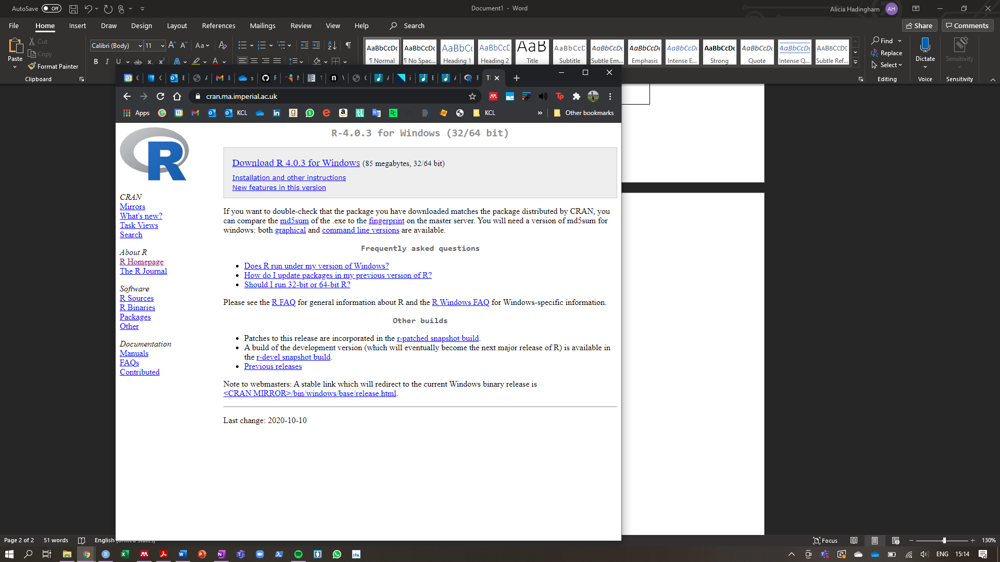 AutoSave Off
Document1 - Word
Alicia Hadingham AH
File Home Insert Draw Design Layout References Mailings Review View Help Search
Share Comments
Paste
Cut
Copy
Format Painter
Clipboard
Calibri (Body) 11
AaBbCcDc AaBbCcDc AaBbCc AaBbCcD AaB AaBbCcD AaBbCcDc AaBbCcDc AaBbCcDc AaBbCcDc AaBbCcDc AaBbCcDc AABBCCDE
¶ Normal ¶ No Spac... Heading 1 Heading 2 Title Subtitle Subtle Em... Emphasis Intense E... Strong Quote Intense Q... Subtle Ref...
Find
Replace
Select
Editing
Dictate
Voice
Sensitivity
Sensitivity
cran.ma.imperial.ac.uk
Apps KCL KCL » Other bookmarks
R
R-4.0.3 for Windows (32/64 bit)
Download R 4.0.3 for Windows (85 megabytes, 32/64 bit)
Installation and other instructions
New features in this version
CRAN
Mirrors
What's new?
Task Views
Search
About R
R Homepage
The R Journal
Software
R Sources
R Binaries
Packages
Other
Documentation
Manuals
FAQs
Contributed
If you want to double-check that the package you have downloaded matches the package distributed by CRAN, you
can compare the md5sum of the .exe to the fingerprint on the master server. You will need a version of md5sum for
windows: both graphical and command line versions are available.
Frequently asked questions
• Does R run under my version of Windows?
• How do I update packages in my previous version of R?
• Should I run 32-bit or 64-bit R?
Please see the R FAQ for general information about R and the R Windows FAQ for Windows-specific information.
Other builds
• Patches to this release are incorporated in the r-patched snapshot build.
• A build of the development version (which will eventually become the next major release of R) is available in
the r-devel snapshot build.
• Previous releases
Note to webmasters: A stable link which will redirect to the current Windows binary release is
<CRAN MIRROR>/bin/windows/base/release.html.
Last change: 2020-10-10
Page 2 of 2 51 words English (United States)
Focus 130%
ENG 15:14